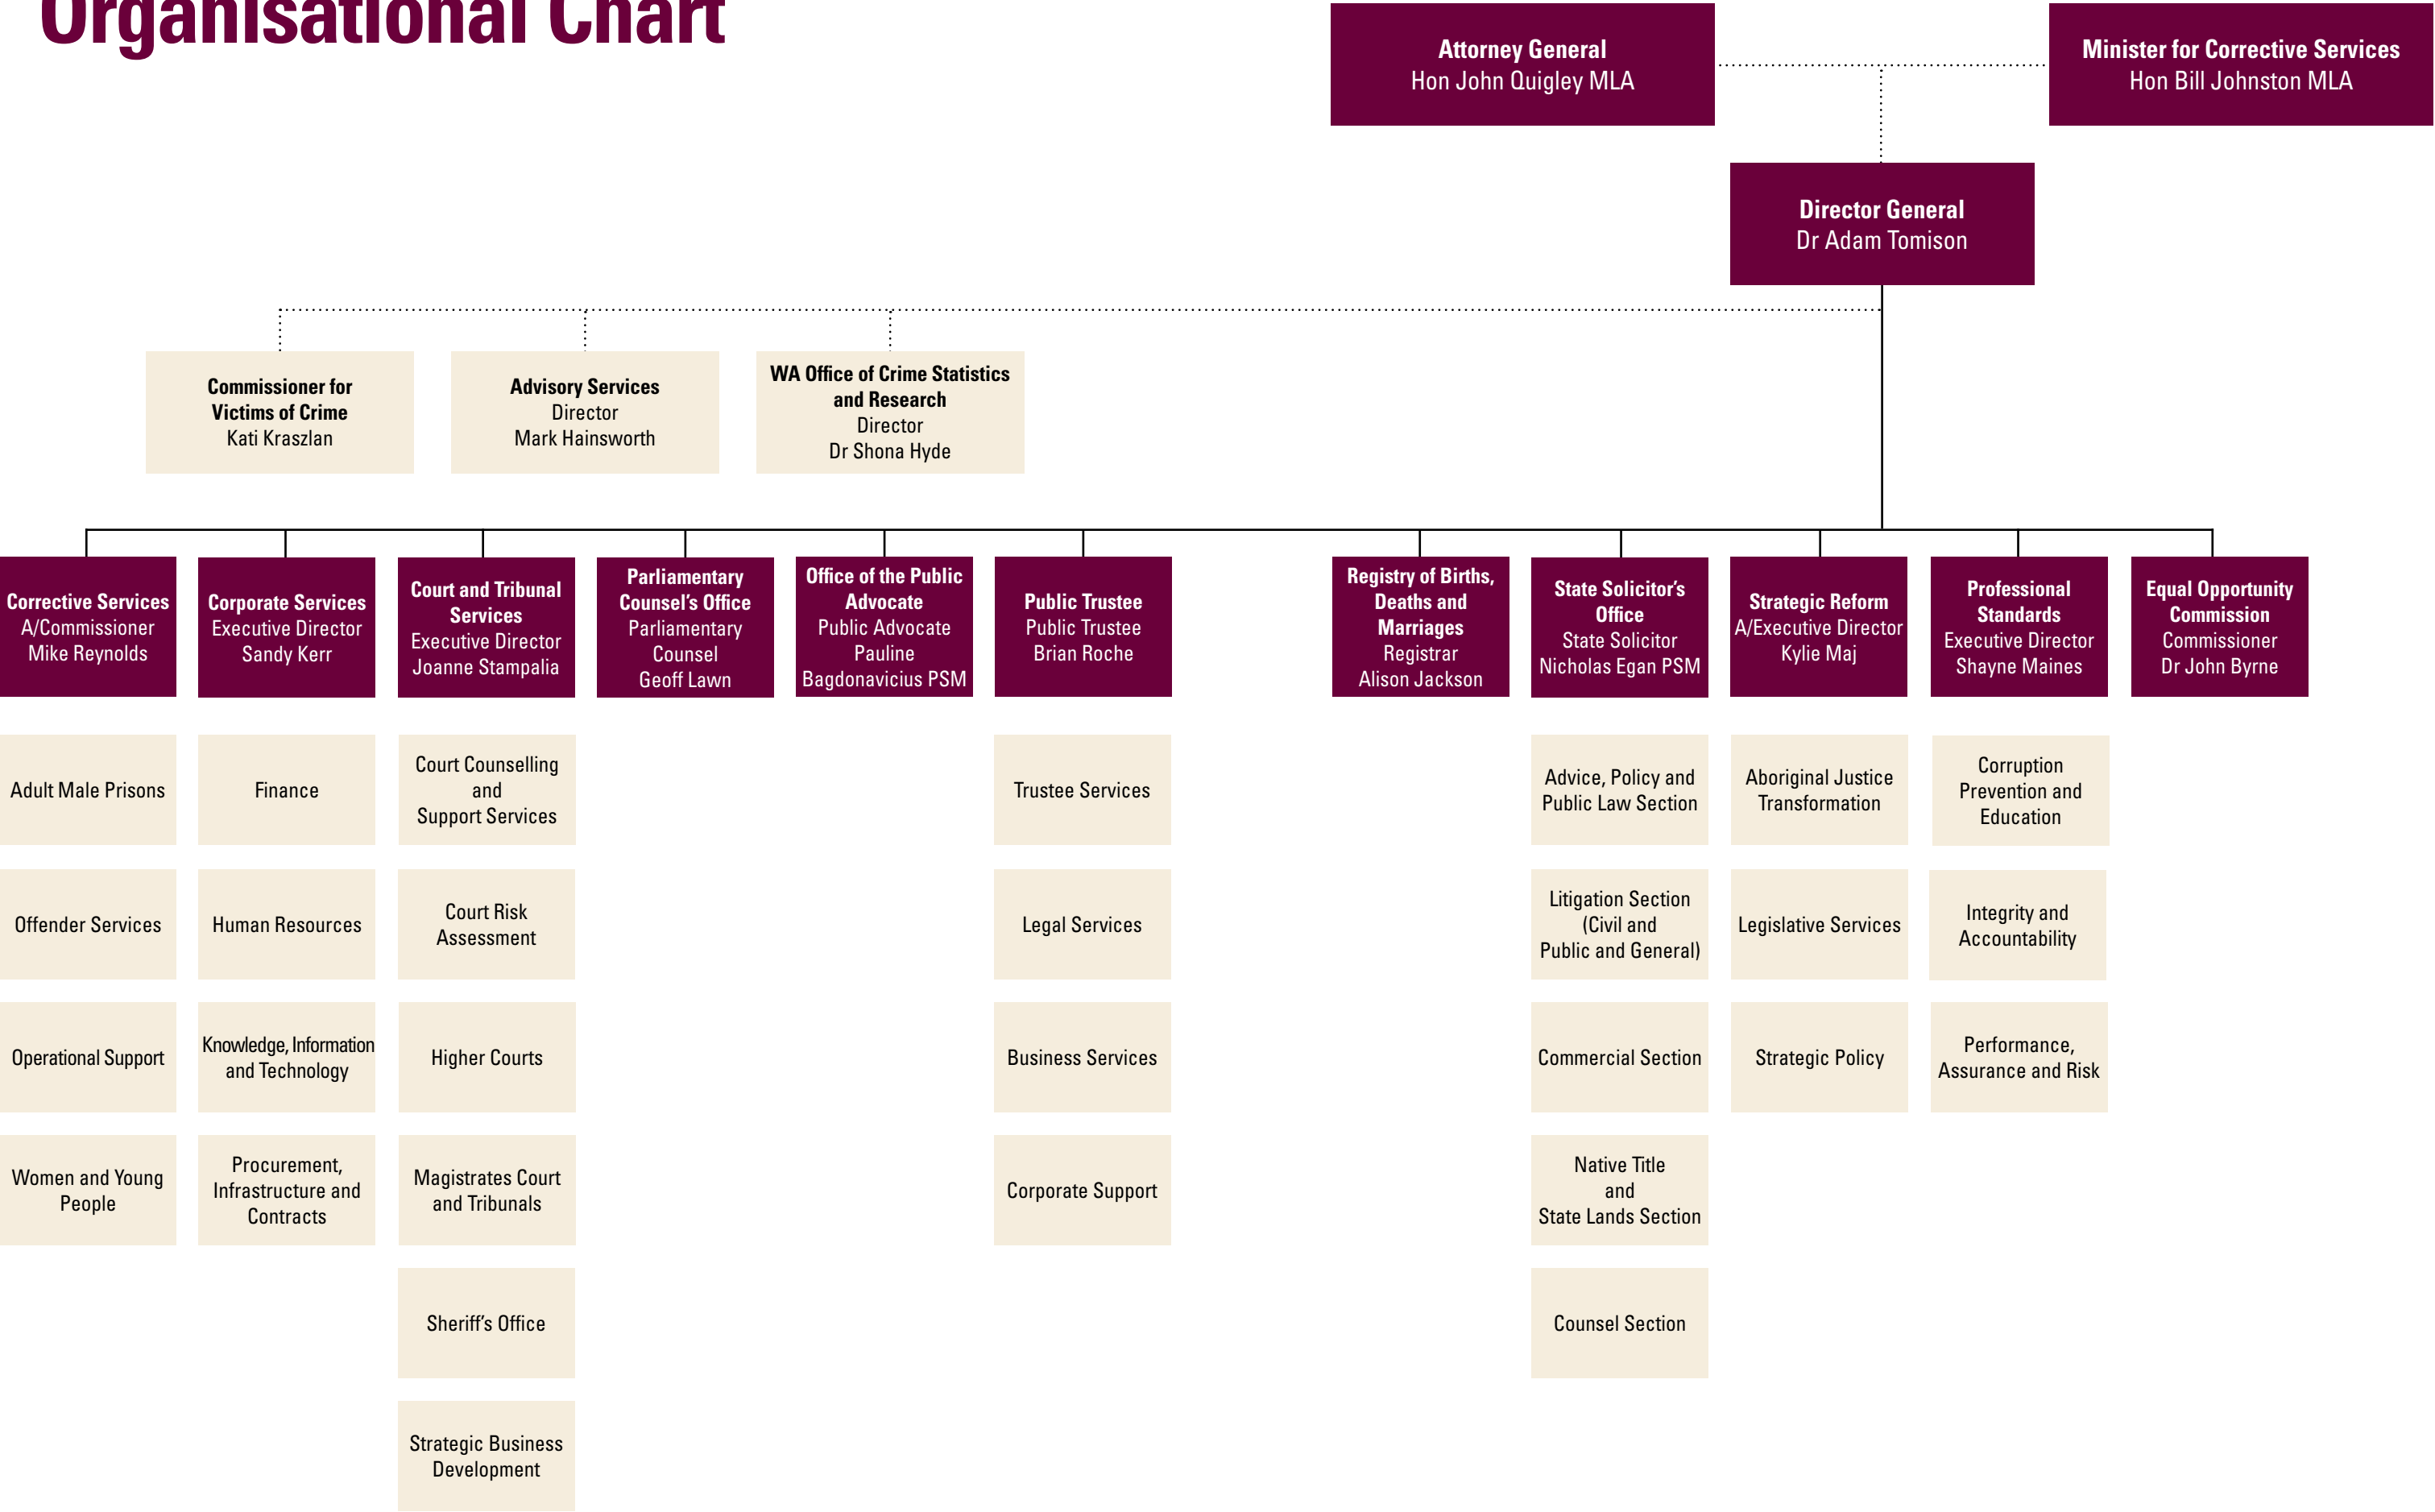 Organisational Chart
Attorney General
Hon John Quigley MLA
Minister for Corrective Services
Hon Bill Johnston MLA
Director General
Dr Adam Tomison
Commissioner for
Victims of Crime
Kati Kraszlan
Advisory Services
Director
Mark Hainsworth
WA Office of Crime Statistics
and Research
Director
Dr Shona Hyde
Corrective Services
A/Commissioner
Mike Reynolds
Corporate Services
Executive Director
Sandy Kerr
Court and Tribunal
Services
Executive Director
Joanne Stampalia
Parliamentary
Counsel's Office
Parliamentary
Counsel
Geoff Lawn
Office of the Public
Advocate
Public Advocate
Pauline
Bagdonavicius PSM
Public Trustee
Public Trustee
Brian Roche
Registry of Births,
Deaths and
Marriages
Registrar
Alison Jackson
State Solicitor's
Office
State Solicitor
Nicholas Egan PSM
Strategic Reform
A/Executive Director
Kylie Maj
Professional
Standards
Executive Director
Shayne Maines
Equal Opportunity
Commission
Commissioner
Dr John Byrne
Adult Male Prisons
Finance
Court Counselling
and
Support Services
Trustee Services
Advice, Policy and
Public Law Section
Aboriginal Justice
Transformation
Corruption
Prevention and
Education
Offender Services
Human Resources
Court Risk
Assessment
Legal Services
Litigation Section
(Civil and
Public and General)
Legislative Services
Integrity and
Accountability
Operational Support
Knowledge, Information
and Technology
Higher Courts
Business Services
Commercial Section
Strategic Policy
Performance,
Assurance and Risk
Women and Young
People
Procurement,
Infrastructure and
Contracts
Magistrates Court
and Tribunals
Corporate Support
Native Title
and
State Lands Section
Sheriff's Office
Counsel Section
Strategic Business
Development